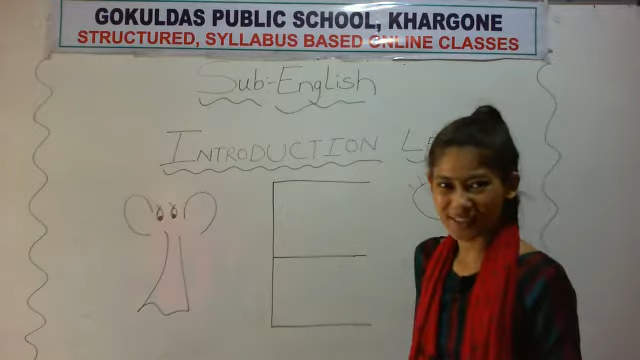 GOKULDAS PUBLIC SCHOOL, KHARGONE
STRUCTURED, SYLLABUS BASED ONLINE CLASSES
Sub-English
INTRODUCTION
E